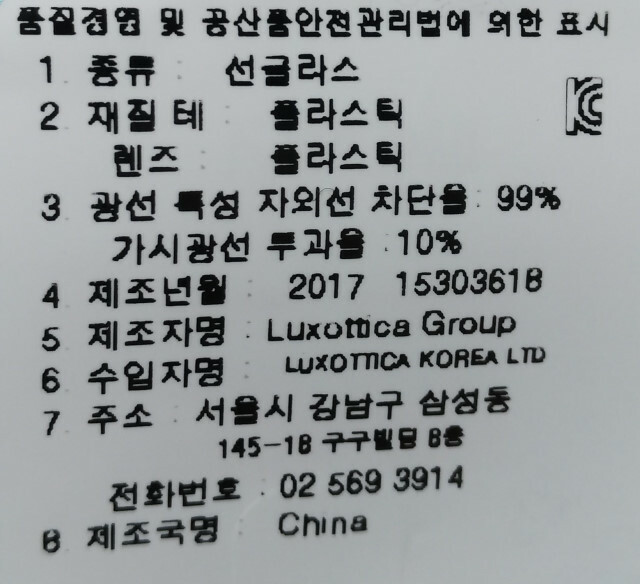 품질경영 및 공산품안전관리법에 의한 표시
1. 종류 : 선글라스
2. 재질 테 : 플라스틱
렌즈 : 플라스틱
KC
3. 광선 특성 자외선 차단율: 99%
가시광선 투과율 : 10%
4. 제조년월 : 2017 15303618
5. 제조자명 : Luxottica Group
6. 수입자명 : LUXOTTICA KOREA LTD
7. 주소 : 서울시 강남구 삼성동
145-18 구구빌딩 8층
전화번호 : 02 569 3914
8. 제조국명 : China